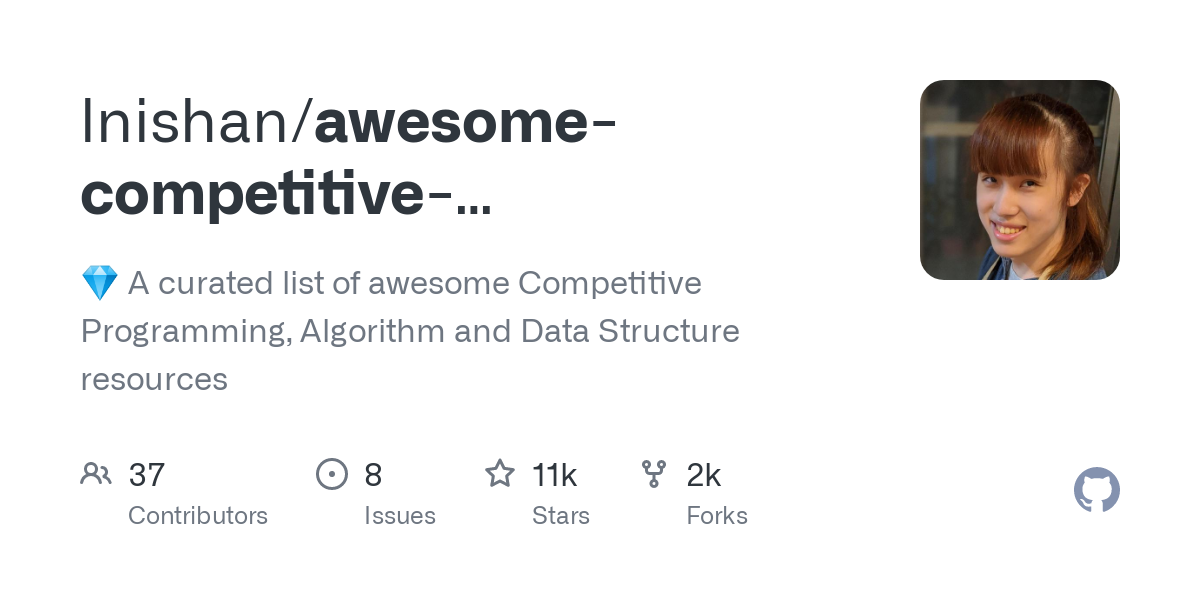 lnishan/awesome-
competitive-...
💎 A curated list of awesome Competitive
Programming, Algorithm and Data Structure
resources
37 8 11k 2k
Contributors Issues Stars Forks